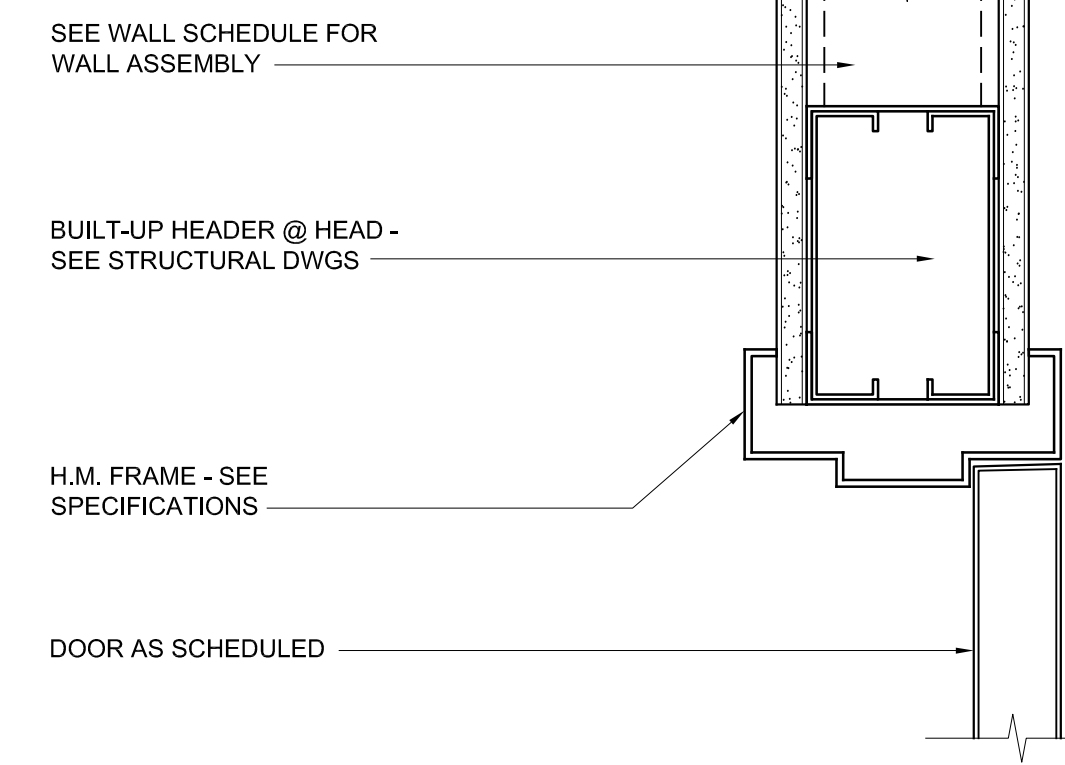 SEE WALL SCHEDULE FOR
WALL ASSEMBLY
BUILT-UP HEADER @ HEAD -
SEE STRUCTURAL DWGS
H.M. FRAME - SEE
SPECIFICATIONS
DOOR AS SCHEDULED